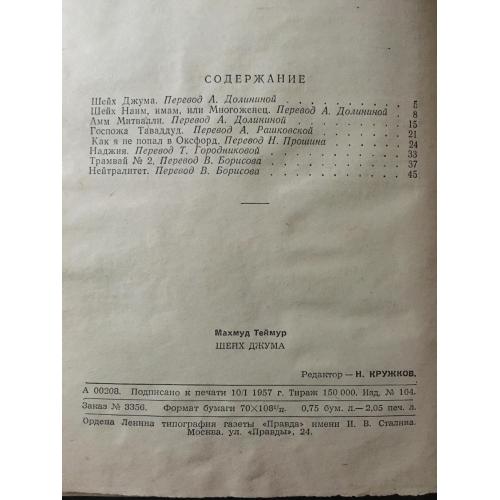 СОДЕРЖАНИЕ
Шейх Джума. Перевод А. Долининой . . . . . . . . . . 5
Шейх Наим, имам, или Многоженец. Перевод А. Долининой . 8
Амм Митвалли. Перевод А. Долининой . . . . . . . . . 15
Госпожа Таваддуд. Перевод А. Рашковской . . . . . . . 21
Как я не попал в Оксфорд. Перевод Н. Прошина . . . . . 24
Наджия. Перевод Т. Городниковой . . . . . . . . . . . 33
Трамвай № 2, Перевод В. Борисова . . . . . . . . . . 37
Нейтралитет. Перевод В. Борисова . . . . . . . . . . 45
Махмуд Теймур
ШЕЙХ ДЖУМА
Редактор — Н. КРУЖКОВ.
А 00208. Подписано к печати 10/I 1957 г. Тираж 150 000. Изд. № 164.
Заказ № 3356. Формат бумаги 70×108¹/₃₂. 0,75 бум. л.—2,05 печ. л.
Ордена Ленина типография газеты «Правда» имени И. В. Сталина.
Москва. ул. «Правды», 24.